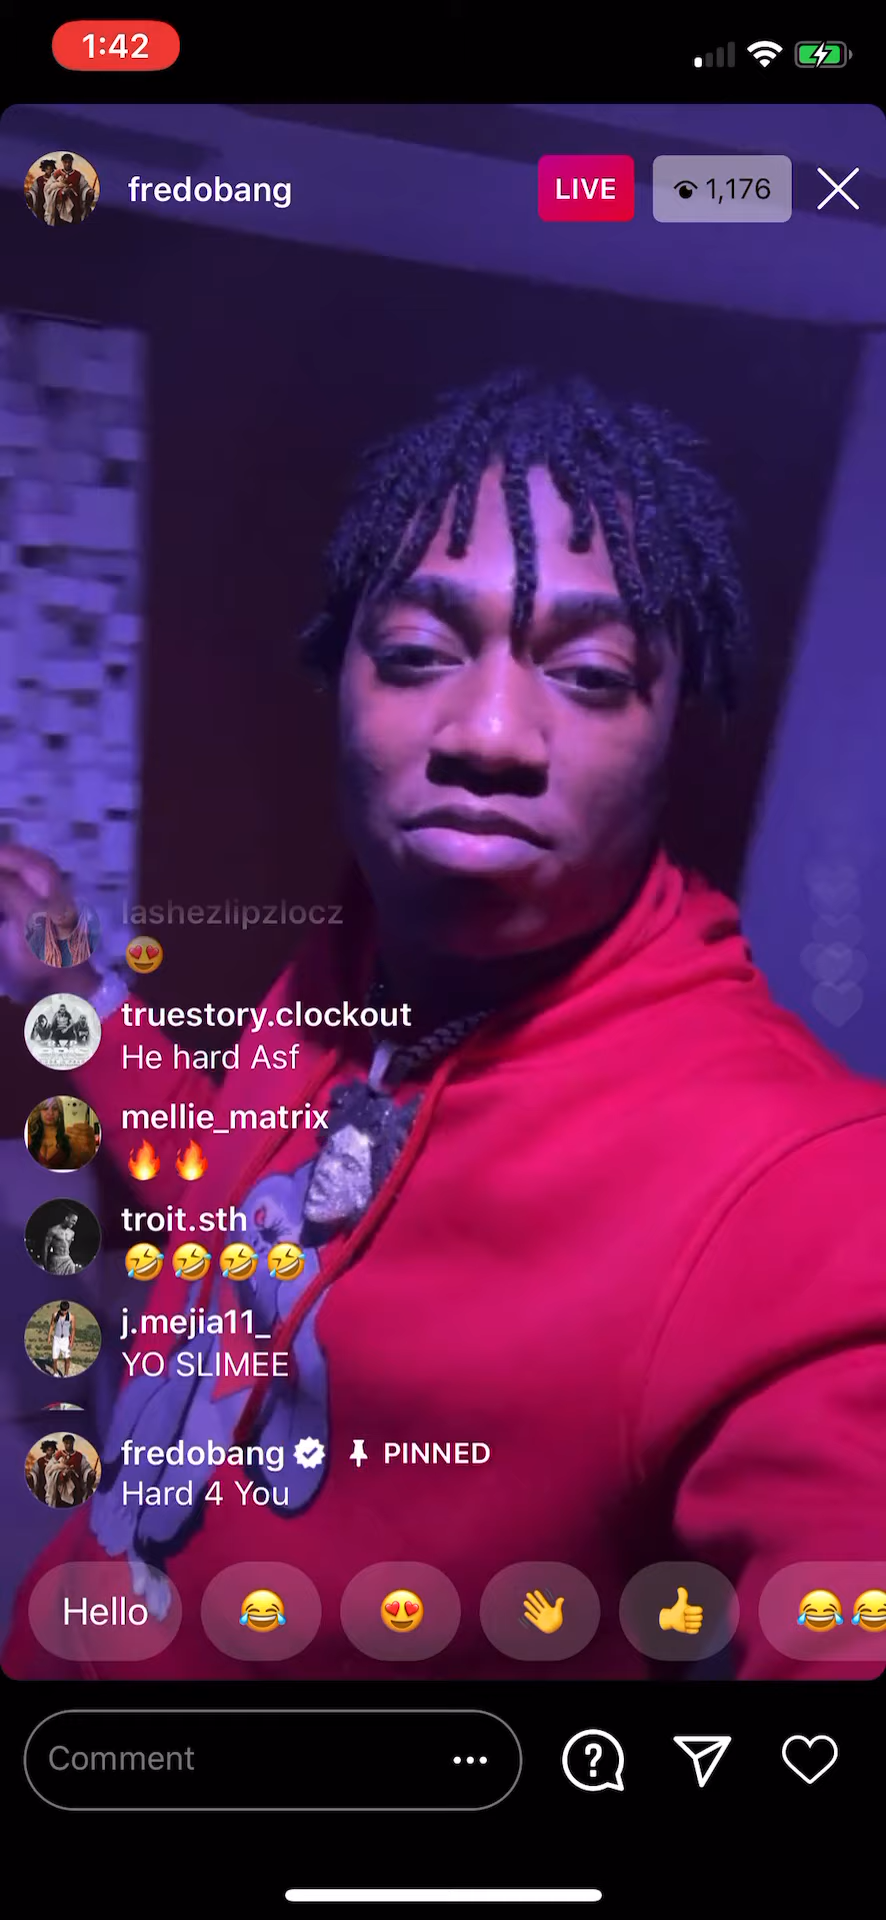 1:42
fredobang
LIVE
1,176
lashezlipzlocz
😍
truestory.clockout
He hard Asf
mellie_matrix
🔥🔥
troit.sth
🤣🤣🤣🤣
j.mejia11_
YO SLIMEE
fredobang PINNED
Hard 4 You
Hello 😂 😍 👋 👍 😂😂
Comment